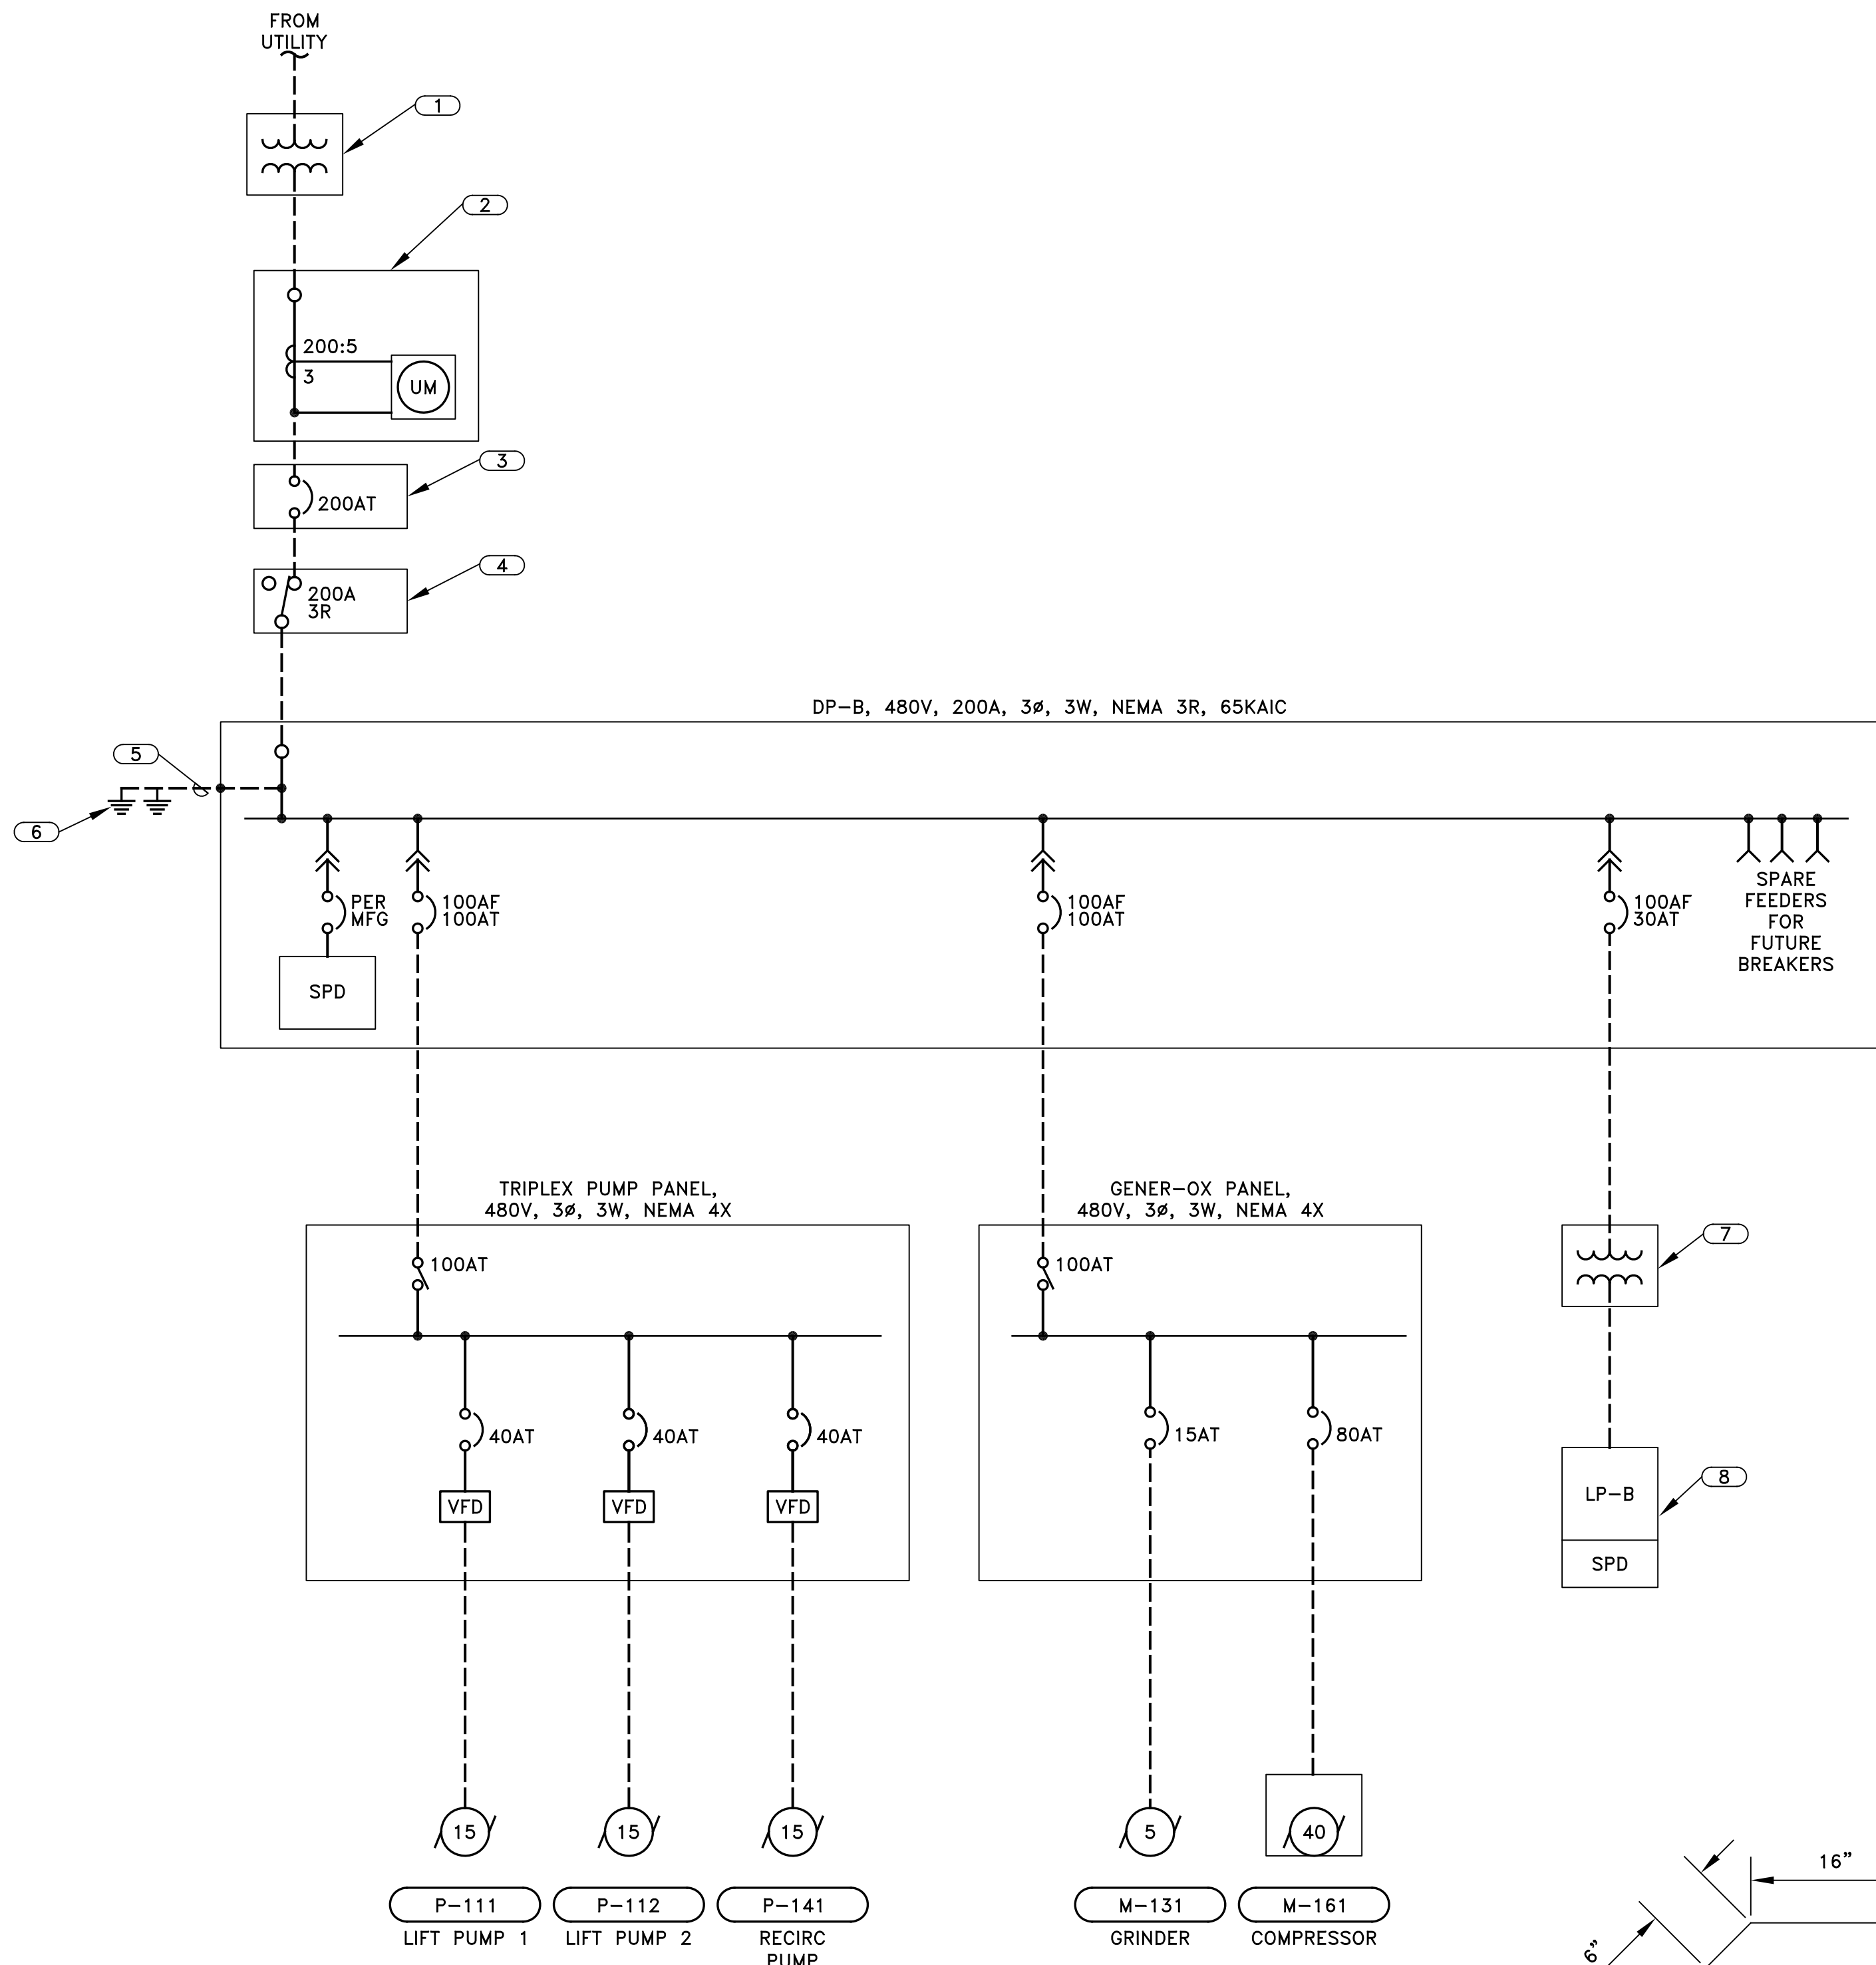 FROM
UTILITY
1
2
200:5
3
UM
3
200AT
4
200A
3R
DP-B, 480V, 200A, 3ø, 3W, NEMA 3R, 65KAIC
5
6
PER
MFG
100AF
100AT
100AF
100AT
100AF
30AT
SPARE
FEEDERS
FOR
FUTURE
BREAKERS
SPD
TRIPLEX PUMP PANEL,
480V, 3ø, 3W, NEMA 4X
GENER-OX PANEL,
480V, 3ø, 3W, NEMA 4X
7
100AT
100AT
40AT
40AT
40AT
15AT
80AT
VFD
VFD
VFD
8
LP-B
SPD
15
15
15
5
40
16”
6”
P-111
LIFT PUMP 1
P-112
LIFT PUMP 2
P-141
RECIRC
PUMP
M-131
GRINDER
M-161
COMPRESSOR